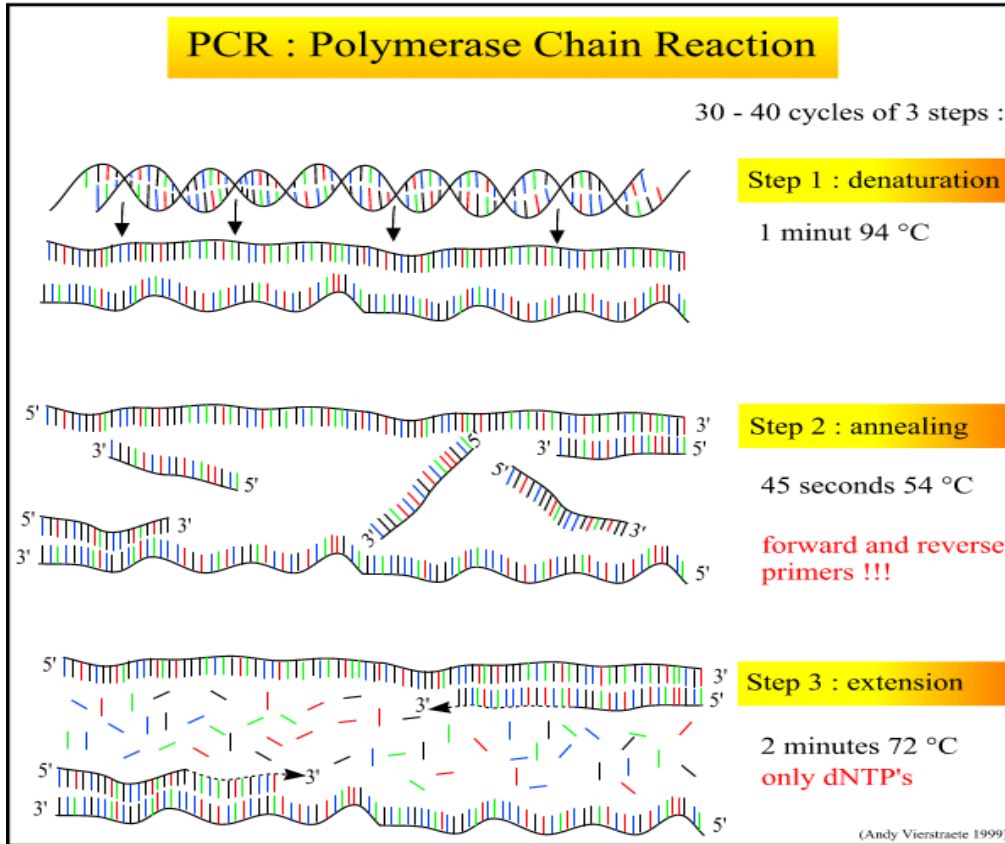 PCR : Polymerase Chain Reaction
30 - 40 cycles of 3 steps :
Step 1 : denaturation
1 minut 94 °C
5'
3'
Step 2 : annealing
3'
5'
5'
3'
5'
5'
45 seconds 54 °C
5'
3'
3'
3'
3'
5'
forward and reverse
primers !!!
5'
3'
Step 3 : extension
3'
5'
2 minutes 72 °C
only dNTP's
5'
3'
3'
5'
(Andy Vierstraete 1999)